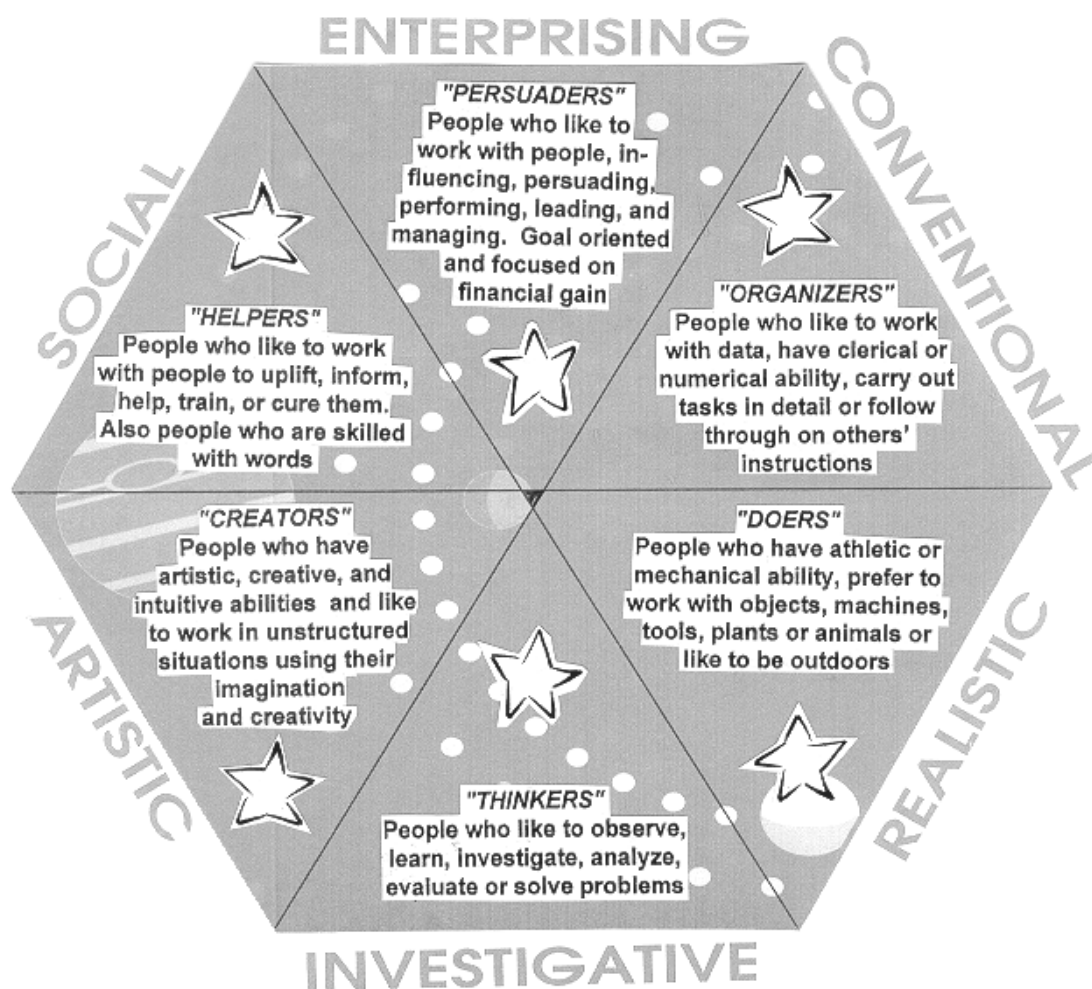 ENTERPRISING
CONVENTIONAL
SOCIAL
"PERSUADERS"
People who like to
work with people, in-
fluencing, persuading,
performing, leading, and
managing. Goal oriented
and focused on
financial gain
"HELPERS"
People who like to work
with people to uplift, inform,
help, train, or cure them.
Also people who are skilled
with words
"ORGANIZERS"
People who like to work
with data, have clerical or
numerical ability, carry out
tasks in detail or follow
through on others'
instructions
"CREATORS"
People who have
artistic, creative, and
intuitive abilities and like
to work in unstructured
situations using their
imagination
and creativity
"DOERS"
People who have athletic or
mechanical ability, prefer to
work with objects, machines,
tools, plants or animals or
like to be outdoors
ARTISTIC
REALISTIC
"THINKERS"
People who like to observe,
learn, investigate, analyze,
evaluate or solve problems
INVESTIGATIVE